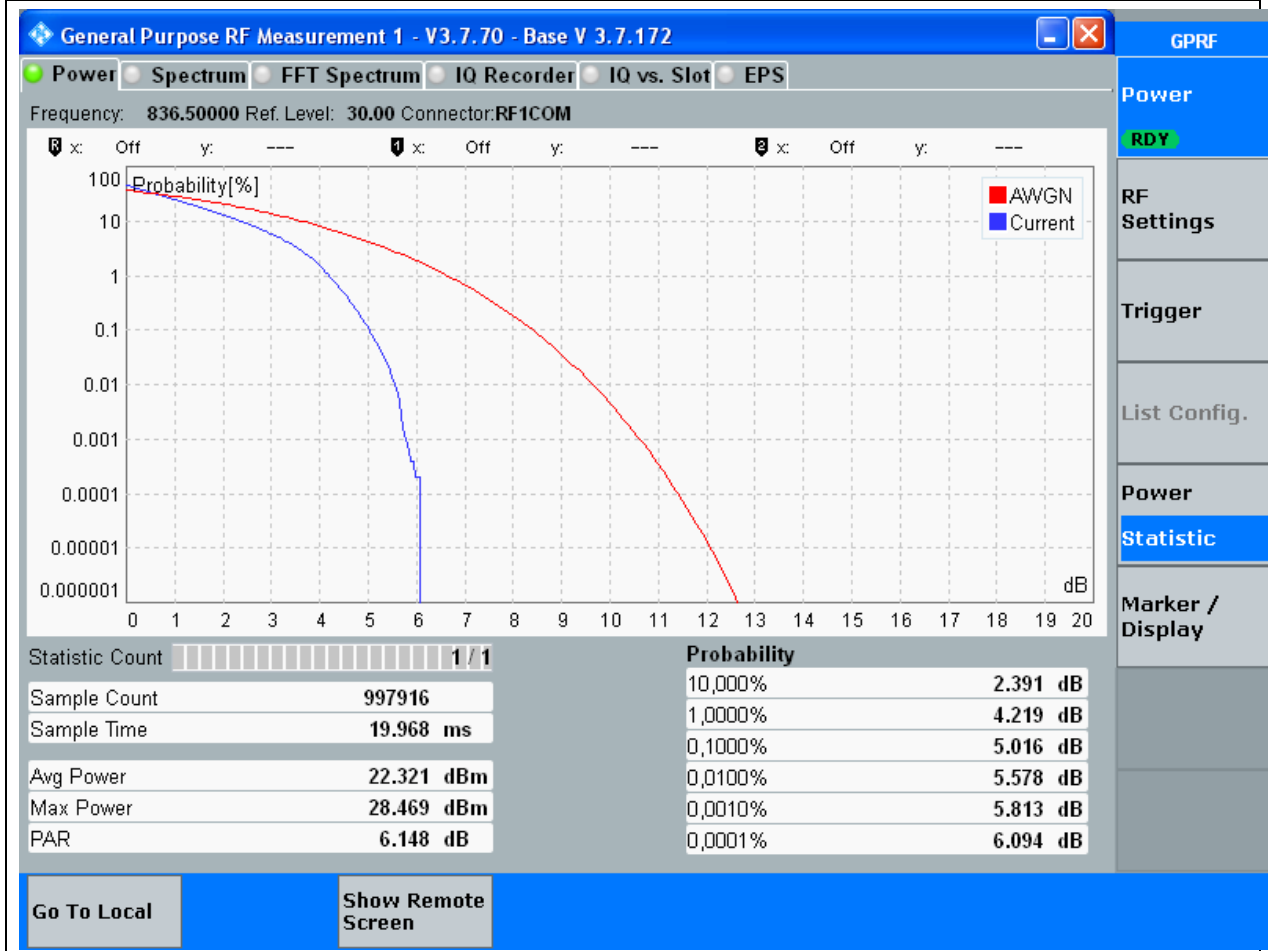 General Purpose RF Measurement 1 - V3.7.70 - Base V 3.7.172
GPRF
Power Spectrum FFT Spectrum IQ Recorder IQ vs. Slot EPS
Frequency: 836.50000 Ref. Level: 30.00 Connector:RF1COM
R x: Off y: --- 1 x: Off y: --- 2 x: Off y: ---
Probability[%]
AWGN
Current
100
10
1
0.1
0.01
0.001
0.0001
0.00001
0.000001
dB
0 1 2 3 4 5 6 7 8 9 10 11 12 13 14 15 16 17 18 19 20
Statistic Count 1 / 1
Sample Count 997916
Sample Time 19.968 ms
Avg Power 22.321 dBm
Max Power 28.469 dBm
PAR 6.148 dB
Probability
10,000% 2.391 dB
1,0000% 4.219 dB
0,1000% 5.016 dB
0,0100% 5.578 dB
0,0010% 5.813 dB
0,0001% 6.094 dB
Power
RDY
RF
Settings
Trigger
List Config.
Power
Statistic
Marker /
Display
Go To Local
Show Remote
Screen